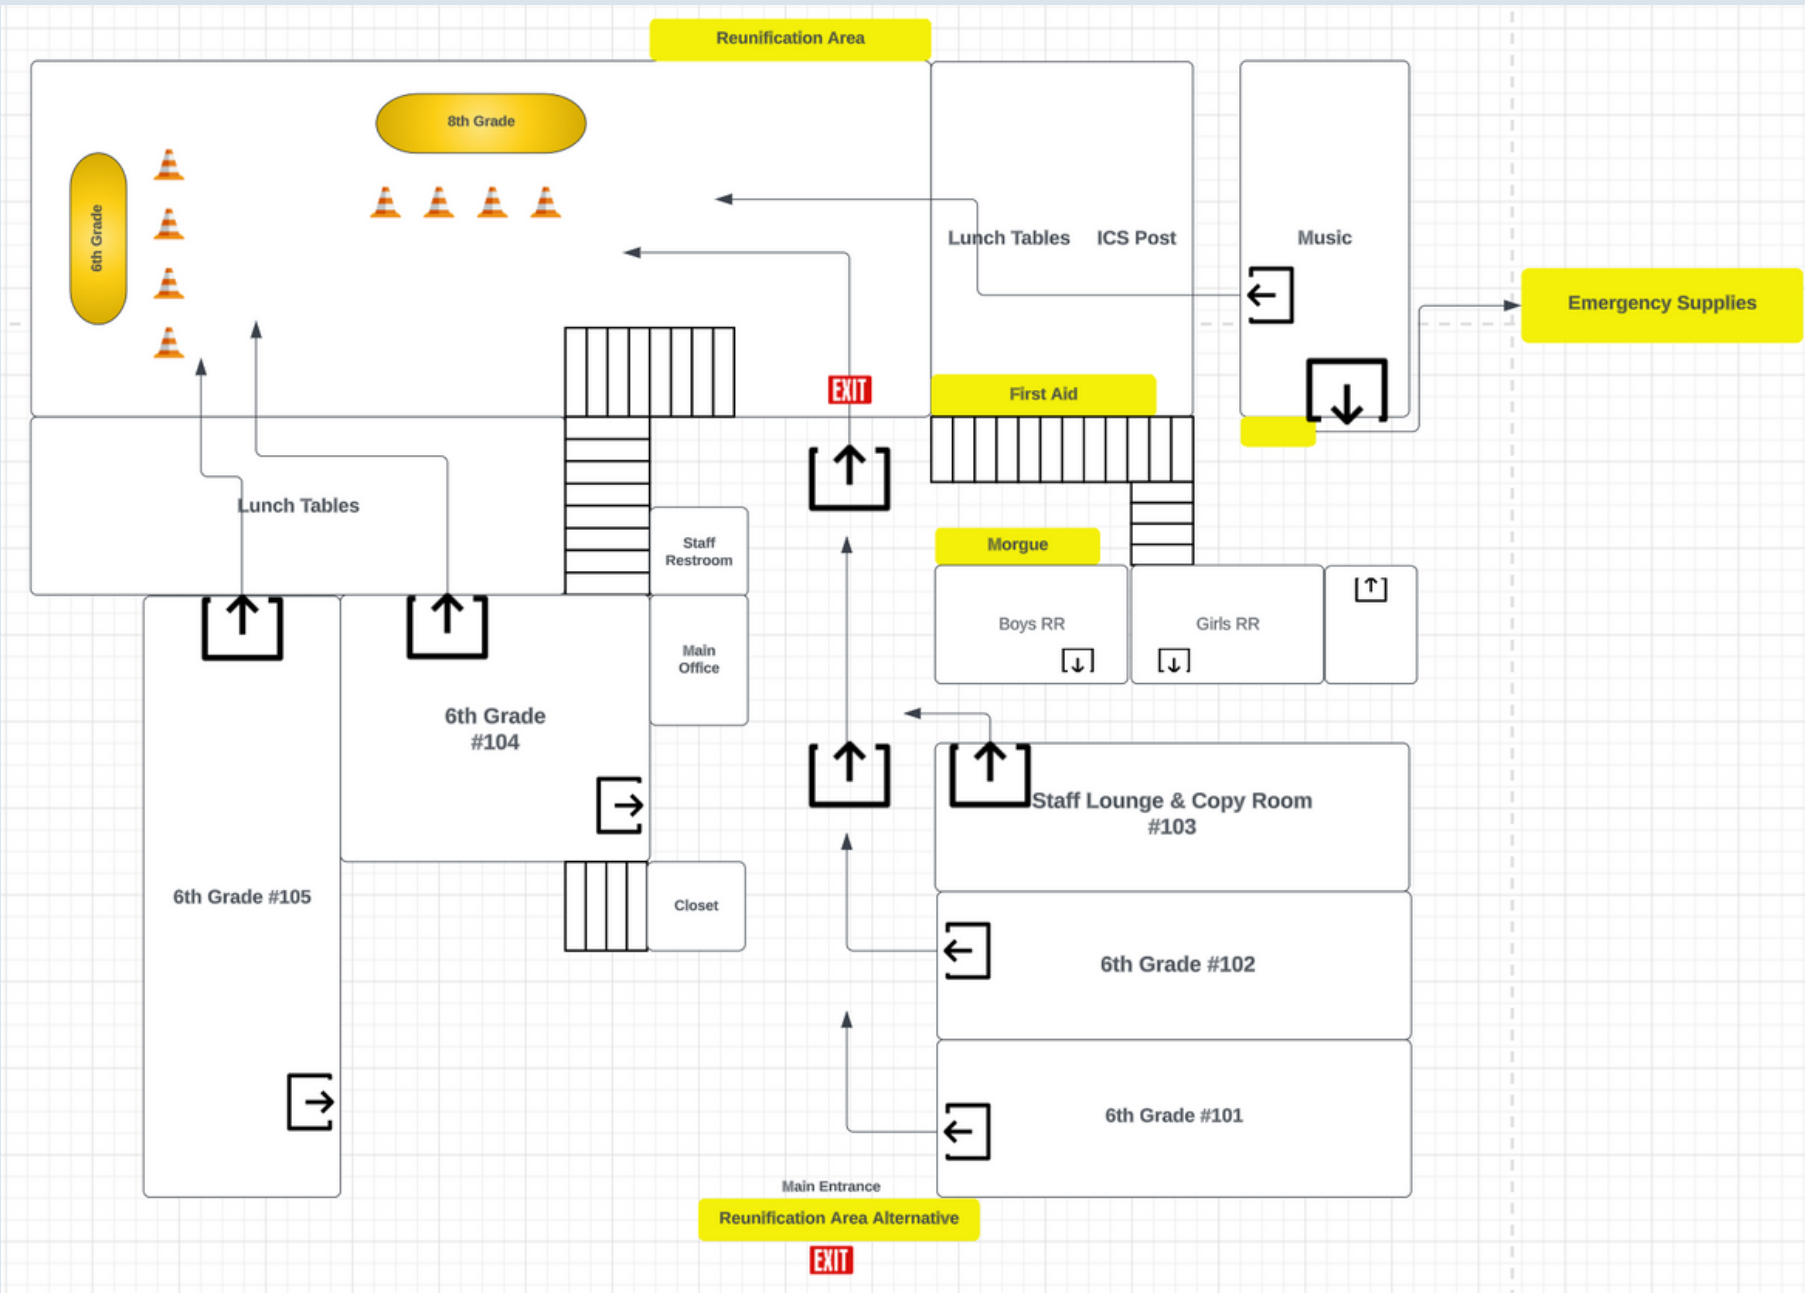 Reunification Area
8th Grade
6th Grade
Lunch Tables
ICS Post
Music
Emergency Supplies
EXIT
First Aid
Lunch Tables
Staff
Restroom
Morgue
Boys RR
Girls RR
Main
Office
6th Grade
#104
Staff Lounge & Copy Room
#103
6th Grade #105
Closet
6th Grade #102
6th Grade #101
Main Entrance
Reunification Area Alternative
EXIT